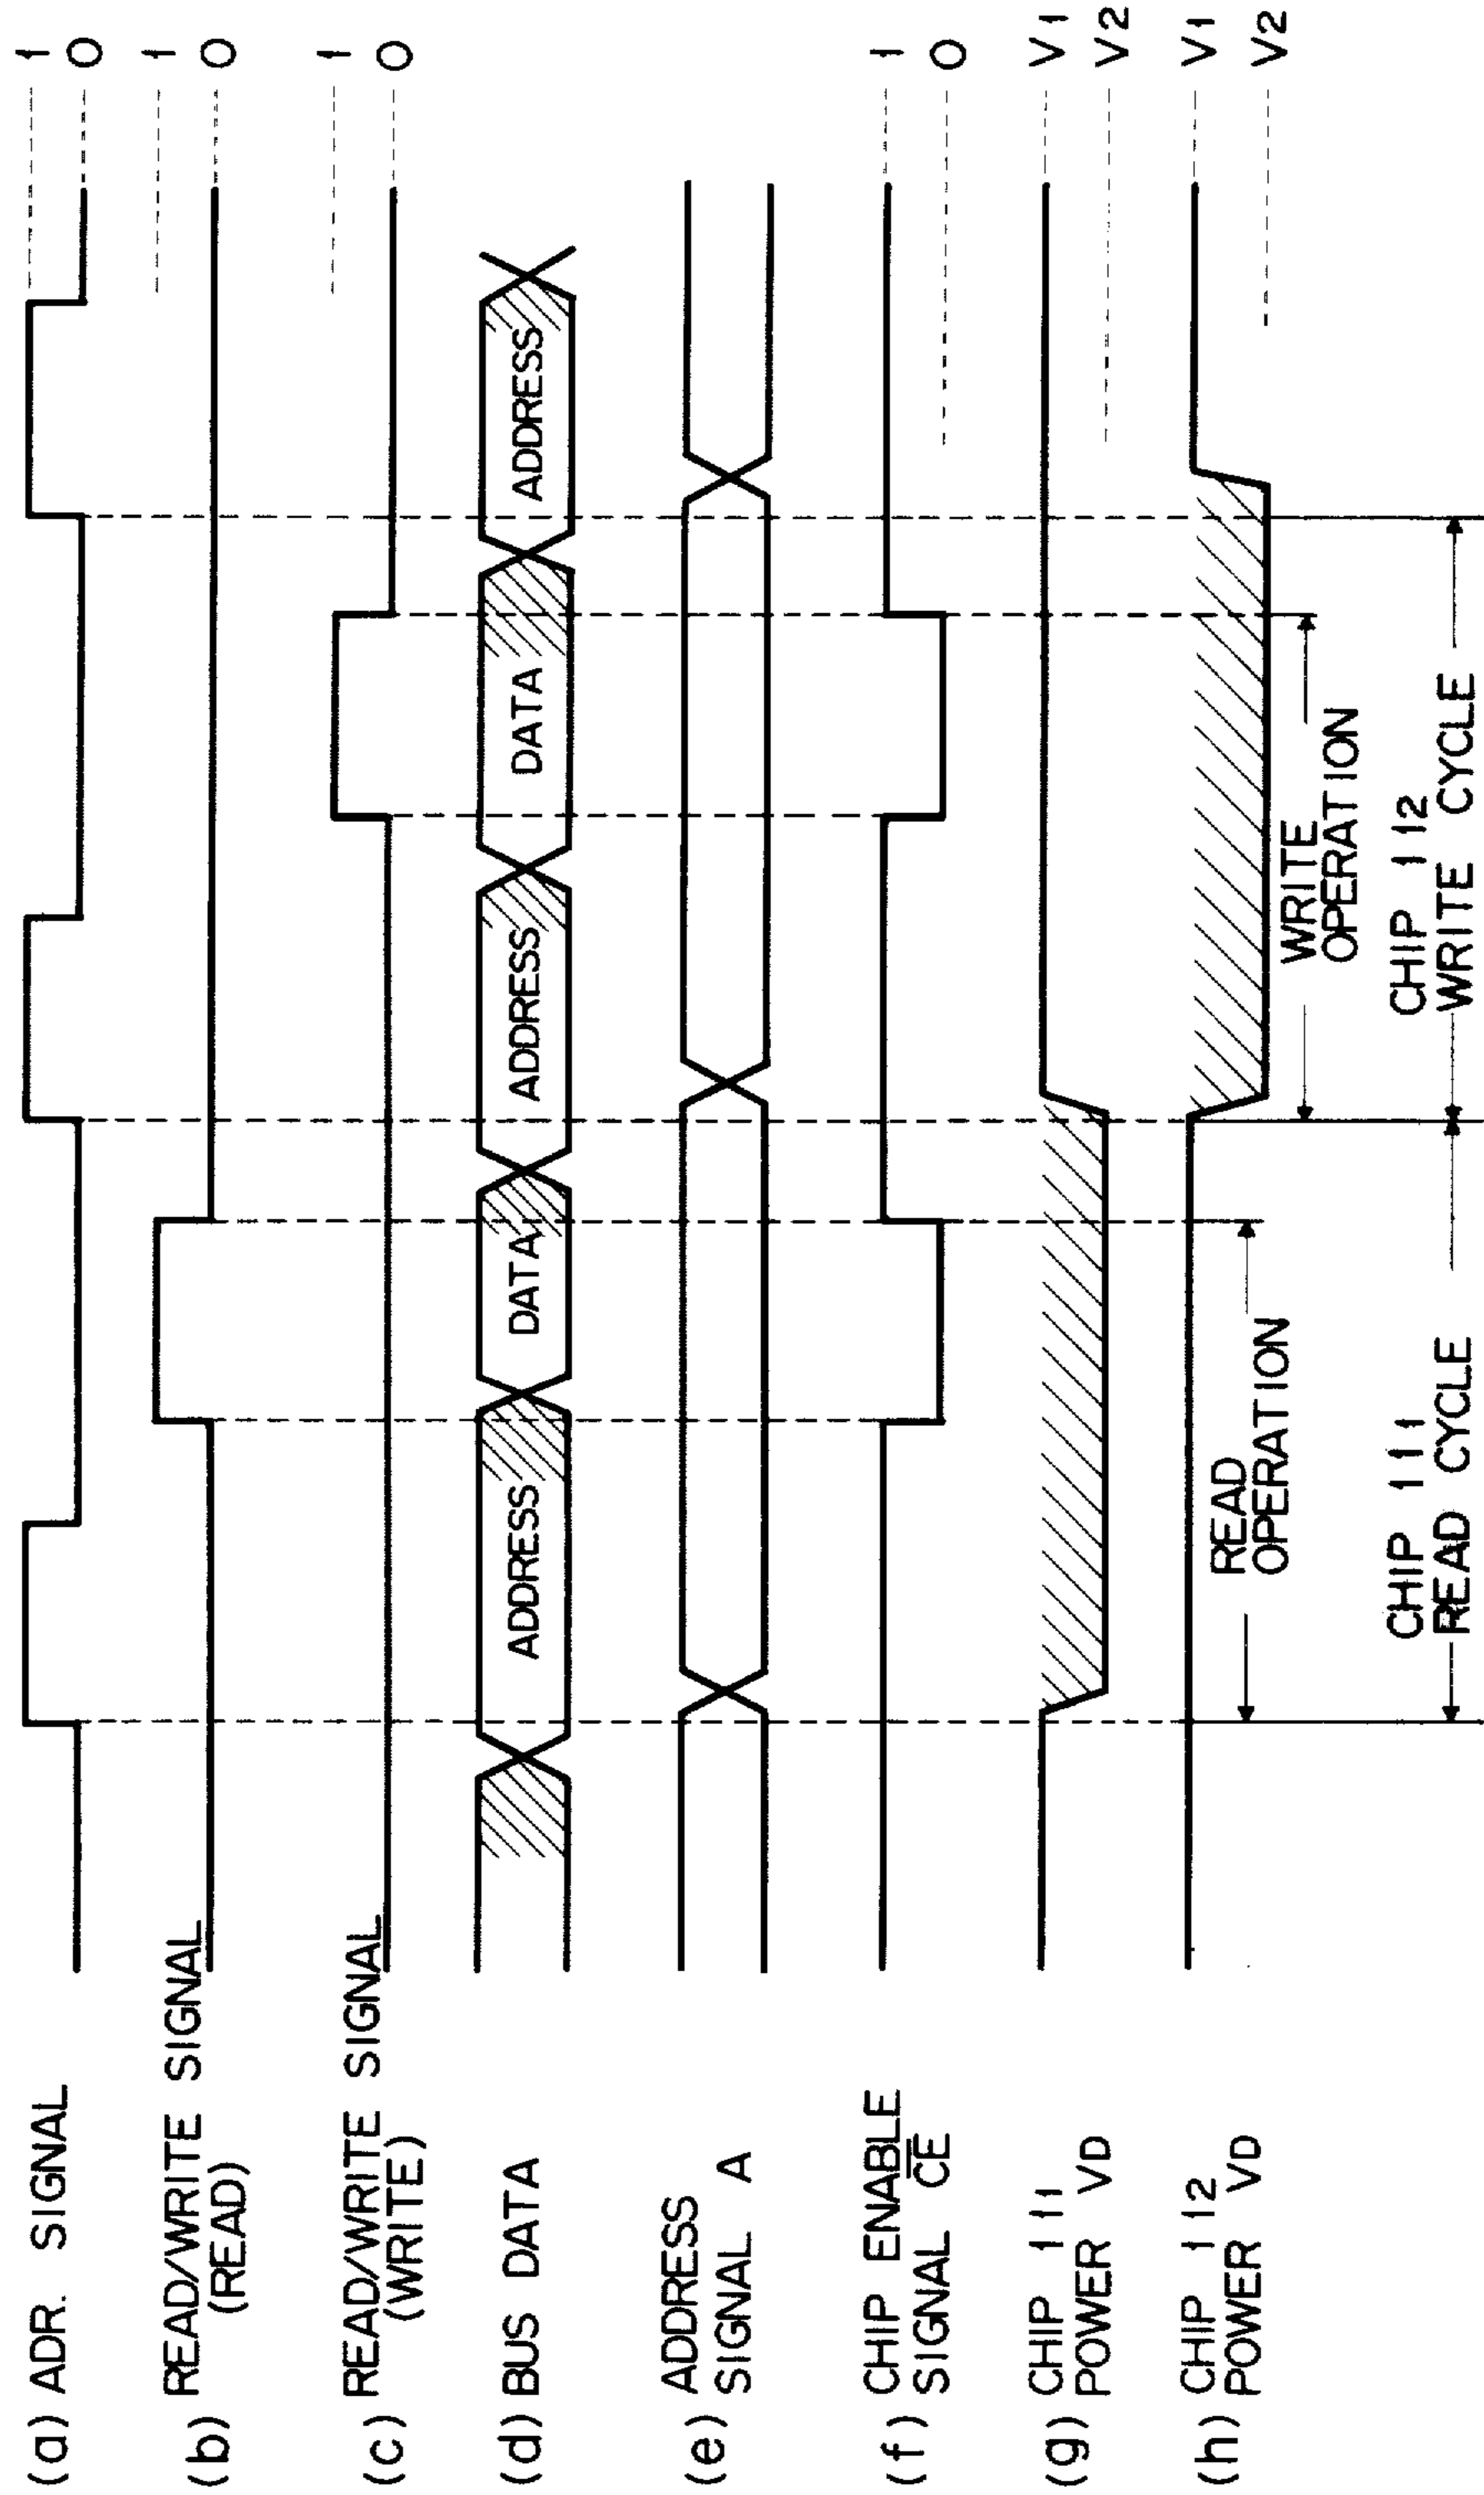 (a) ADR. SIGNAL
1
0
(b) READ/WRITE SIGNAL
(READ)
1
0
(c) READ/WRITE SIGNAL
(WRITE)
1
0
(d) BUS DATA
ADDRESS
DATA
ADDRESS
DATA
ADDRESS
(e) ADDRESS
SIGNAL A
(f) CHIP ENABLE
SIGNAL C̅E̅
1
0
(g) CHIP 111
POWER VD
V1
V2
(h) CHIP 112
POWER VD
V1
V2
READ
OPERATION
WRITE
OPERATION
CHIP 111
READ CYCLE
CHIP 112
WRITE CYCLE